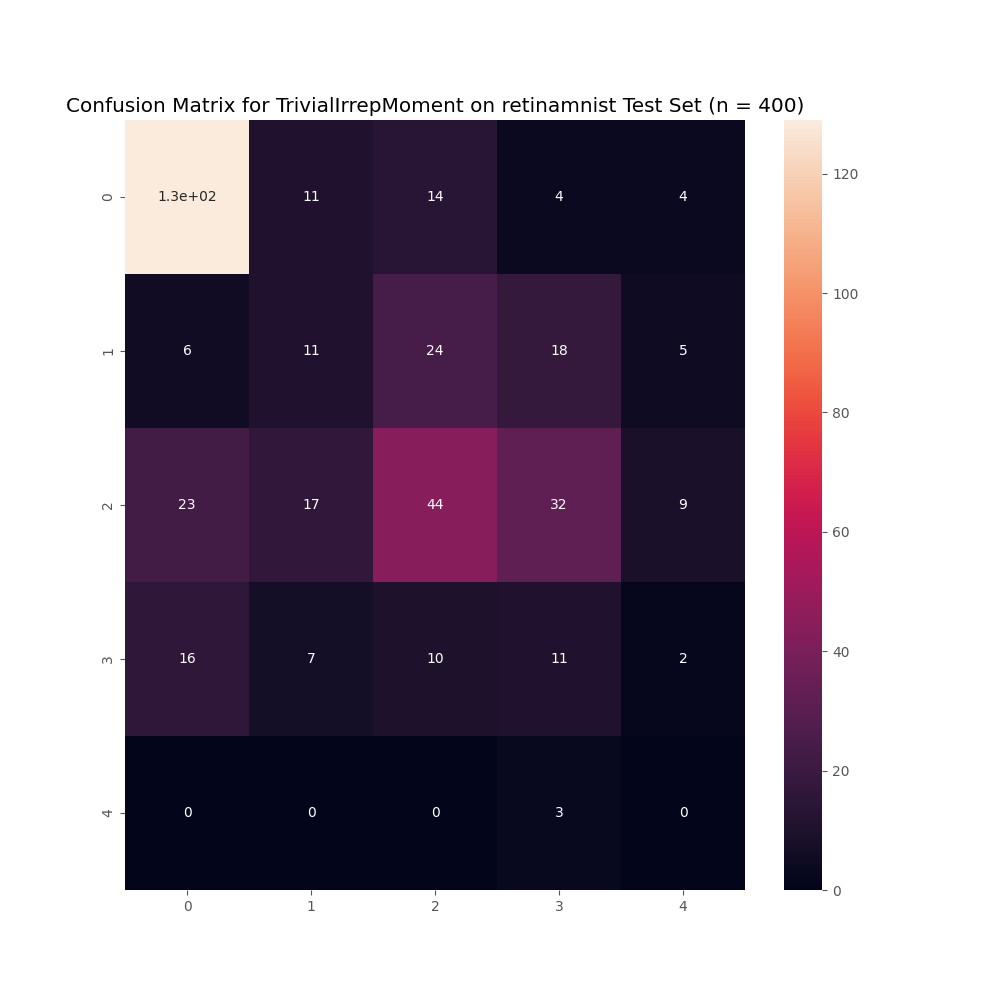 Confusion Matrix for TrivialIrrepMoment on retinamnist Test Set (n = 400)
0 1.3e+02 11 14 4 4
1 6 11 24 18 5
2 23 17 44 32 9
3 16 7 10 11 2
4 0 0 0 3 0
0 1 2 3 4
120
100
80
60
40
20
0